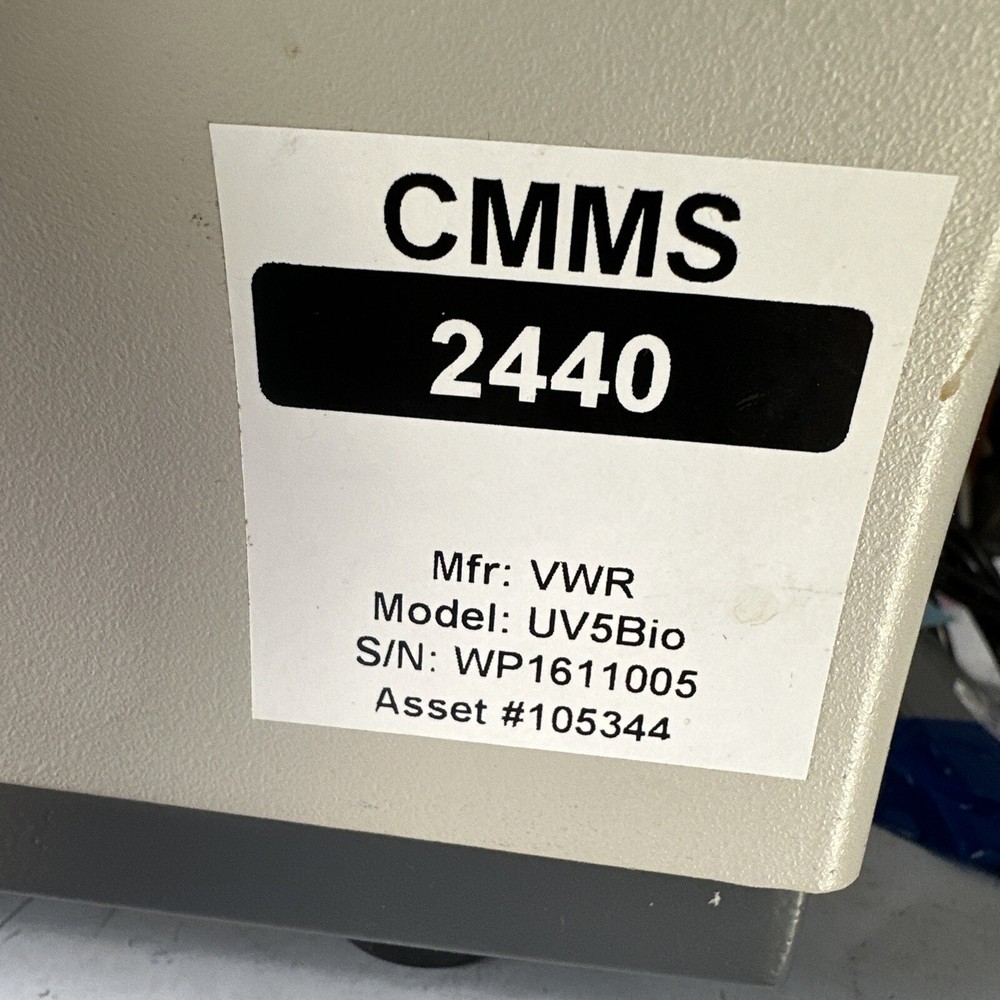 CMMS
2440
Mfr: VWR
Model: UV5Bio
S/N: WP1611005
Asset #105344